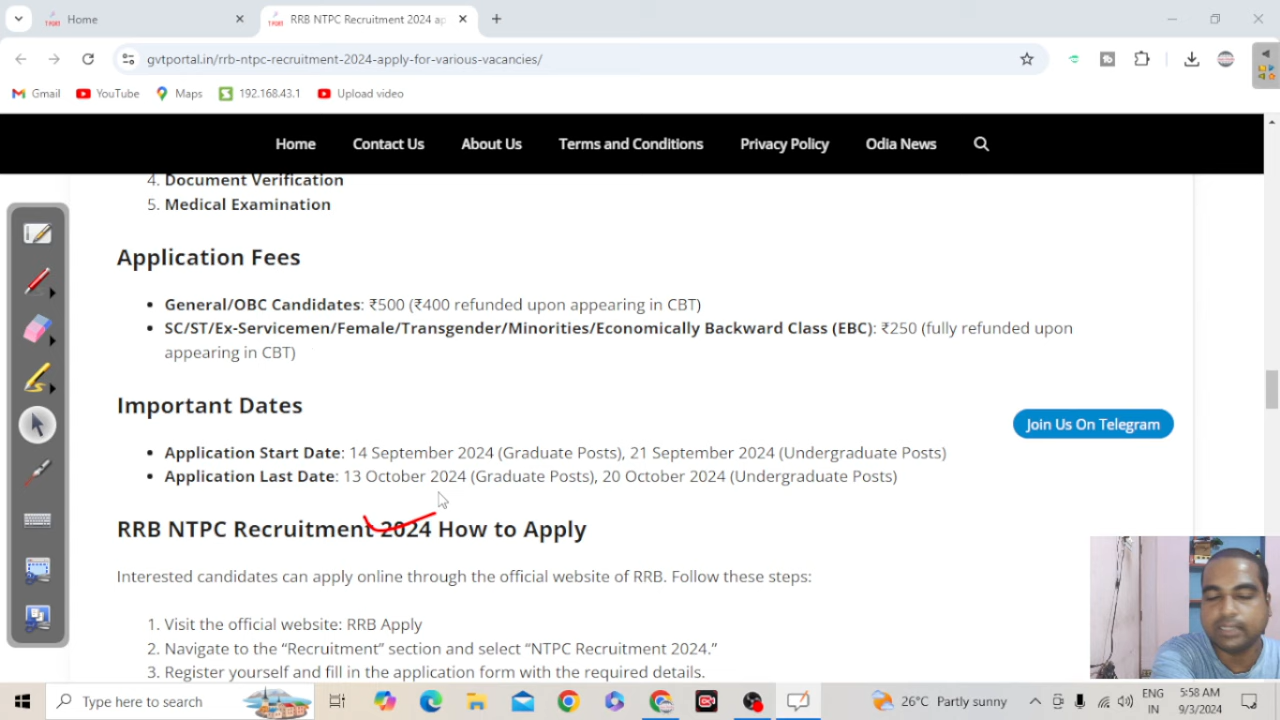 Home
RRB NTPC Recruitment 2024 ap
gvtportal.in/rrb-ntpc-recruitment-2024-apply-for-various-vacancies/
Gmail YouTube Maps 192.168.43.1 Upload video
Home Contact Us About Us Terms and Conditions Privacy Policy Odia News
4. Document Verification
5. Medical Examination
Application Fees
• General/OBC Candidates: ₹500 (₹400 refunded upon appearing in CBT)
• SC/ST/Ex-Servicemen/Female/Transgender/Minorities/Economically Backward Class (EBC): ₹250 (fully refunded upon
appearing in CBT)
Important Dates
Join Us On Telegram
• Application Start Date: 14 September 2024 (Graduate Posts), 21 September 2024 (Undergraduate Posts)
• Application Last Date: 13 October 2024 (Graduate Posts), 20 October 2024 (Undergraduate Posts)
RRB NTPC Recruitment 2024 How to Apply
Interested candidates can apply online through the official website of RRB. Follow these steps:
1. Visit the official website: RRB Apply
2. Navigate to the “Recruitment” section and select “NTPC Recruitment 2024.”
3. Register yourself and fill in the application form with the required details.
Type here to search
26°C Partly sunny
ENG
IN
5:58 AM
9/3/2024